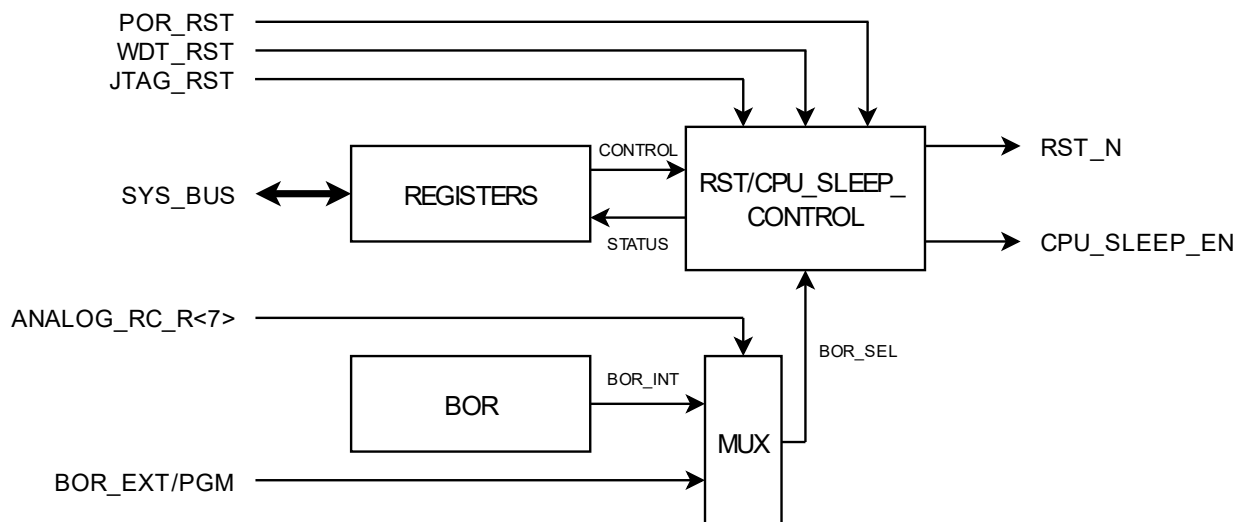 POR_RST
WDT_RST
JTAG_RST
CONTROL
RST_N
REGISTERS
RST/CPU_SLEEP_
CONTROL
SYS_BUS
STATUS
CPU_SLEEP_EN
ANALOG_RC_R<7>
BOR_SEL
BOR_INT
BOR
MUX
BOR_EXT/PGM